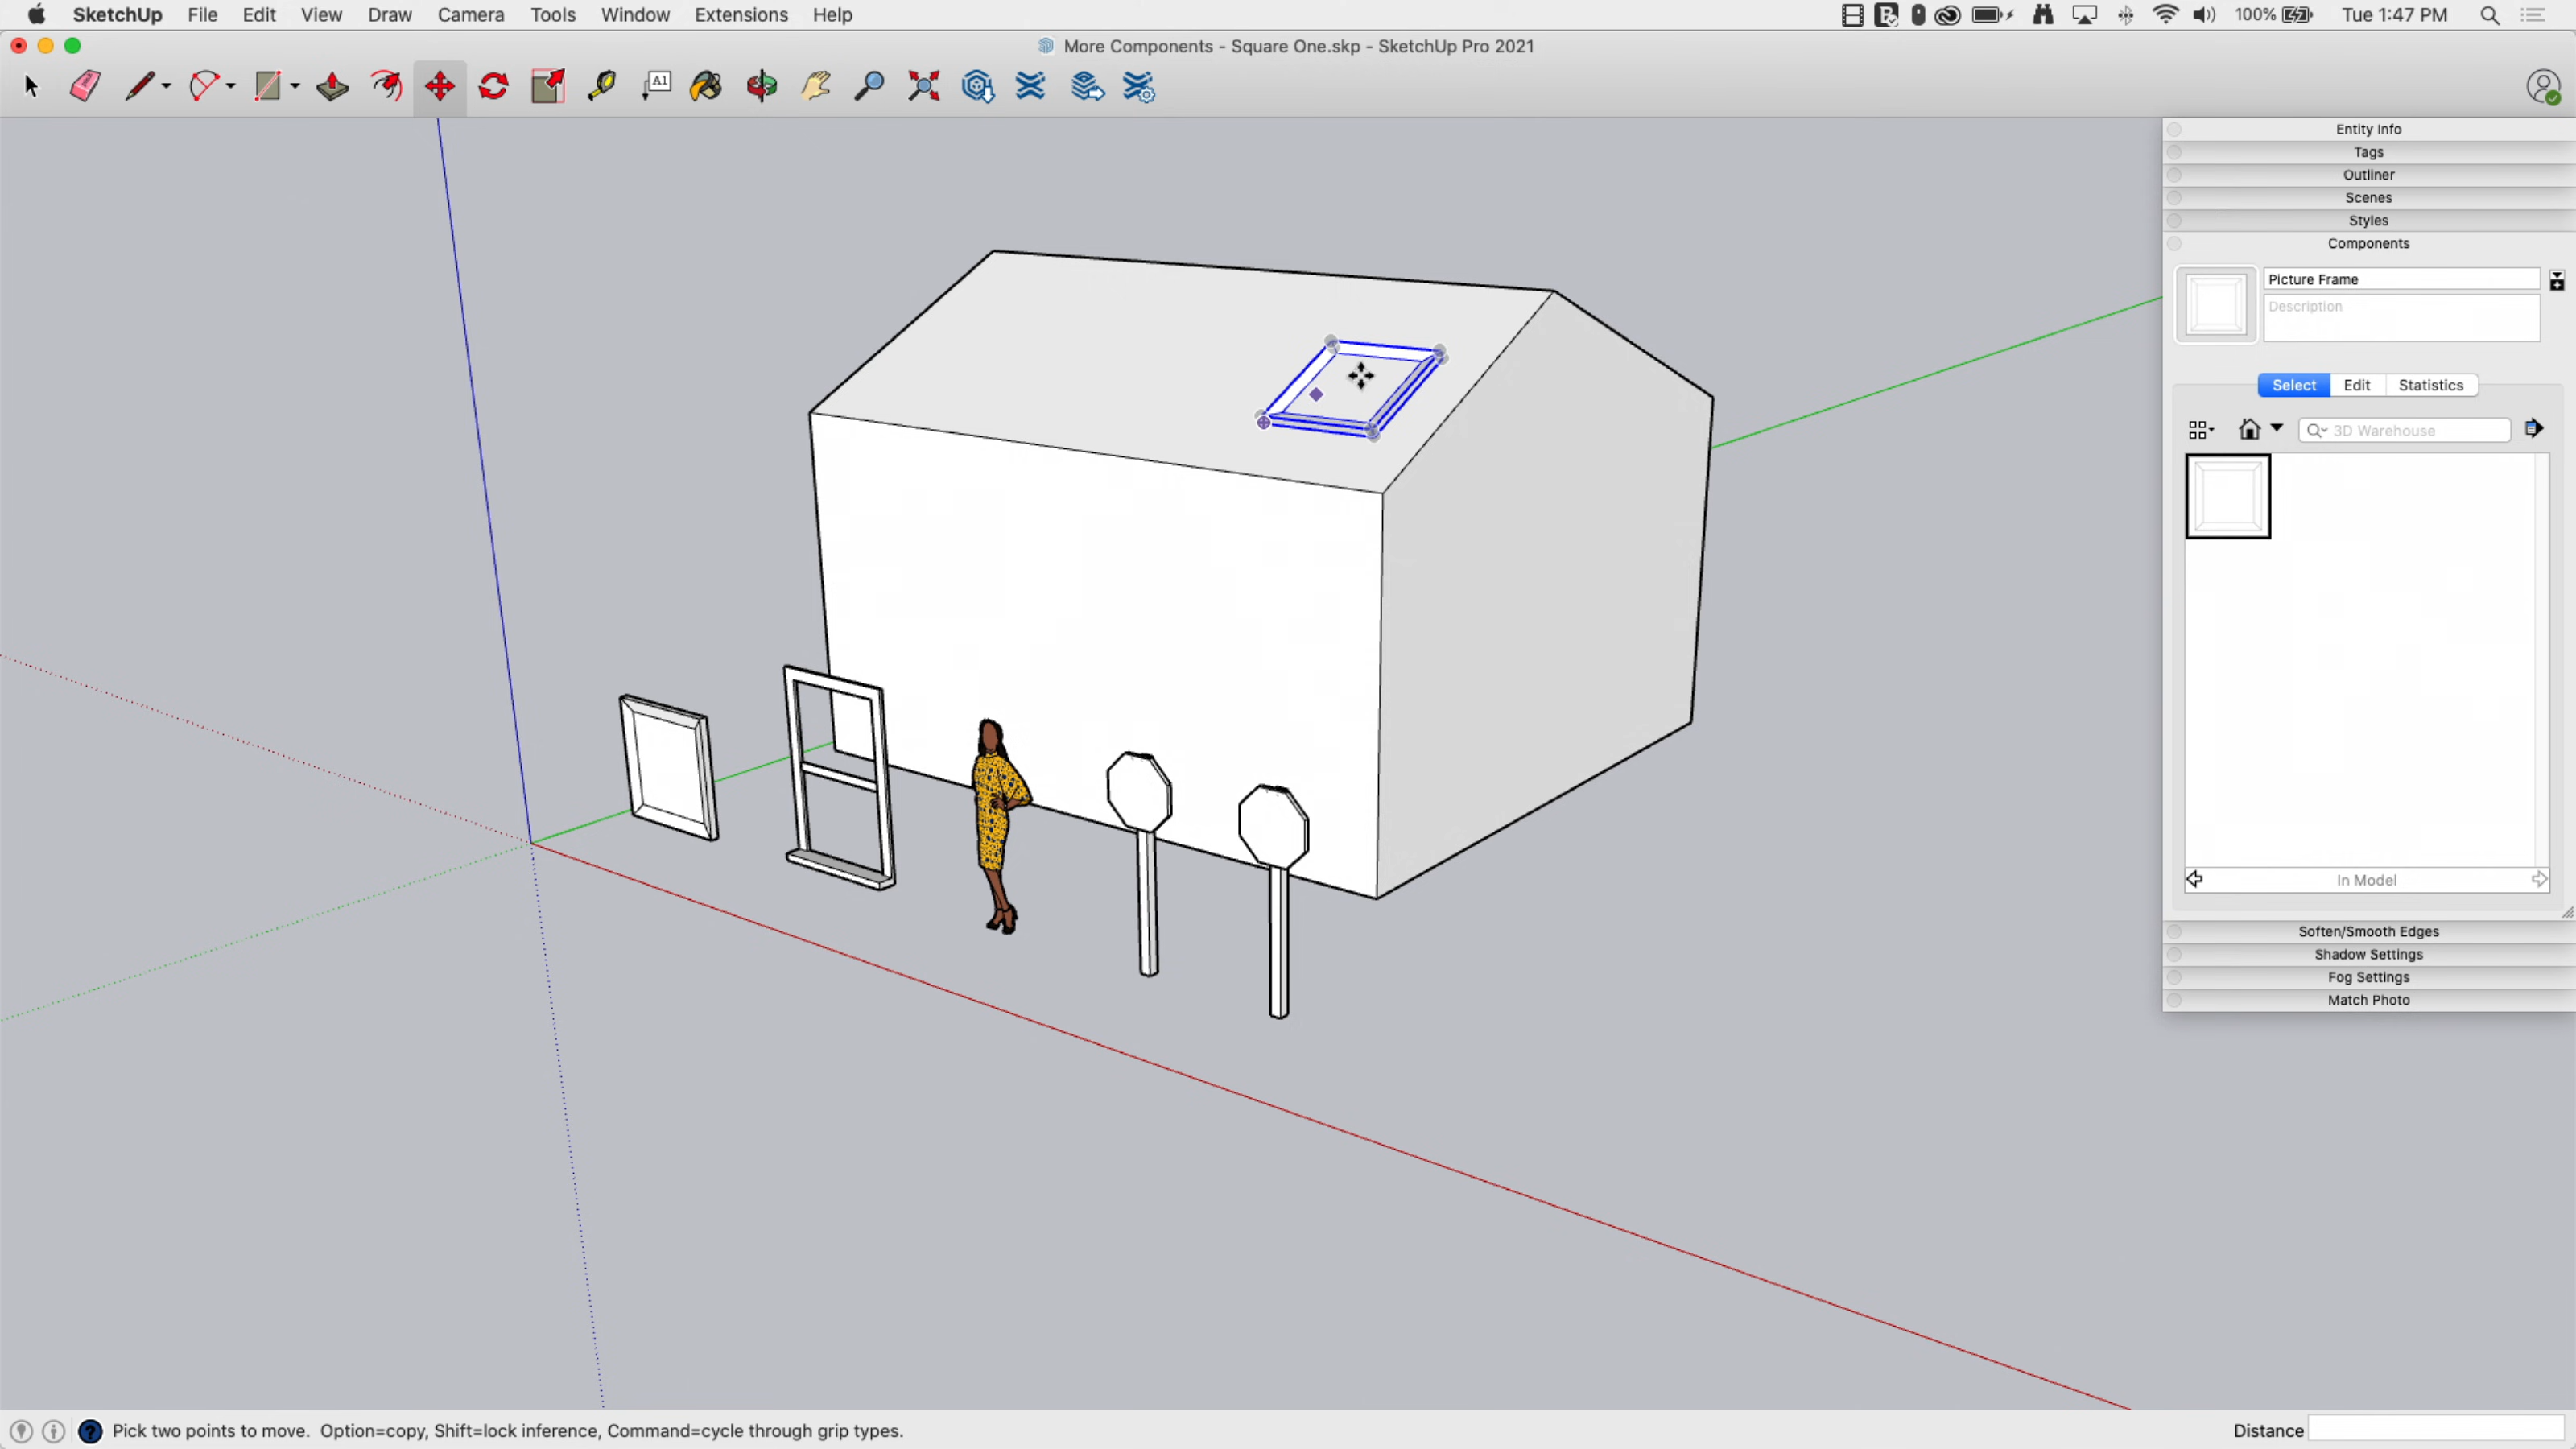 SketchUp File Edit View Draw Camera Tools Window Extensions Help 100% Tue 1:47 PM
More Components - Square One.skp - SketchUp Pro 2021
A1
Entity Info
Tags
Outliner
Scenes
Styles
Components
Picture Frame
Description
Select Edit Statistics
3D Warehouse
In Model
Soften/Smooth Edges
Shadow Settings
Fog Settings
Match Photo
Pick two points to move. Option=copy, Shift=lock inference, Command=cycle through grip types. Distance